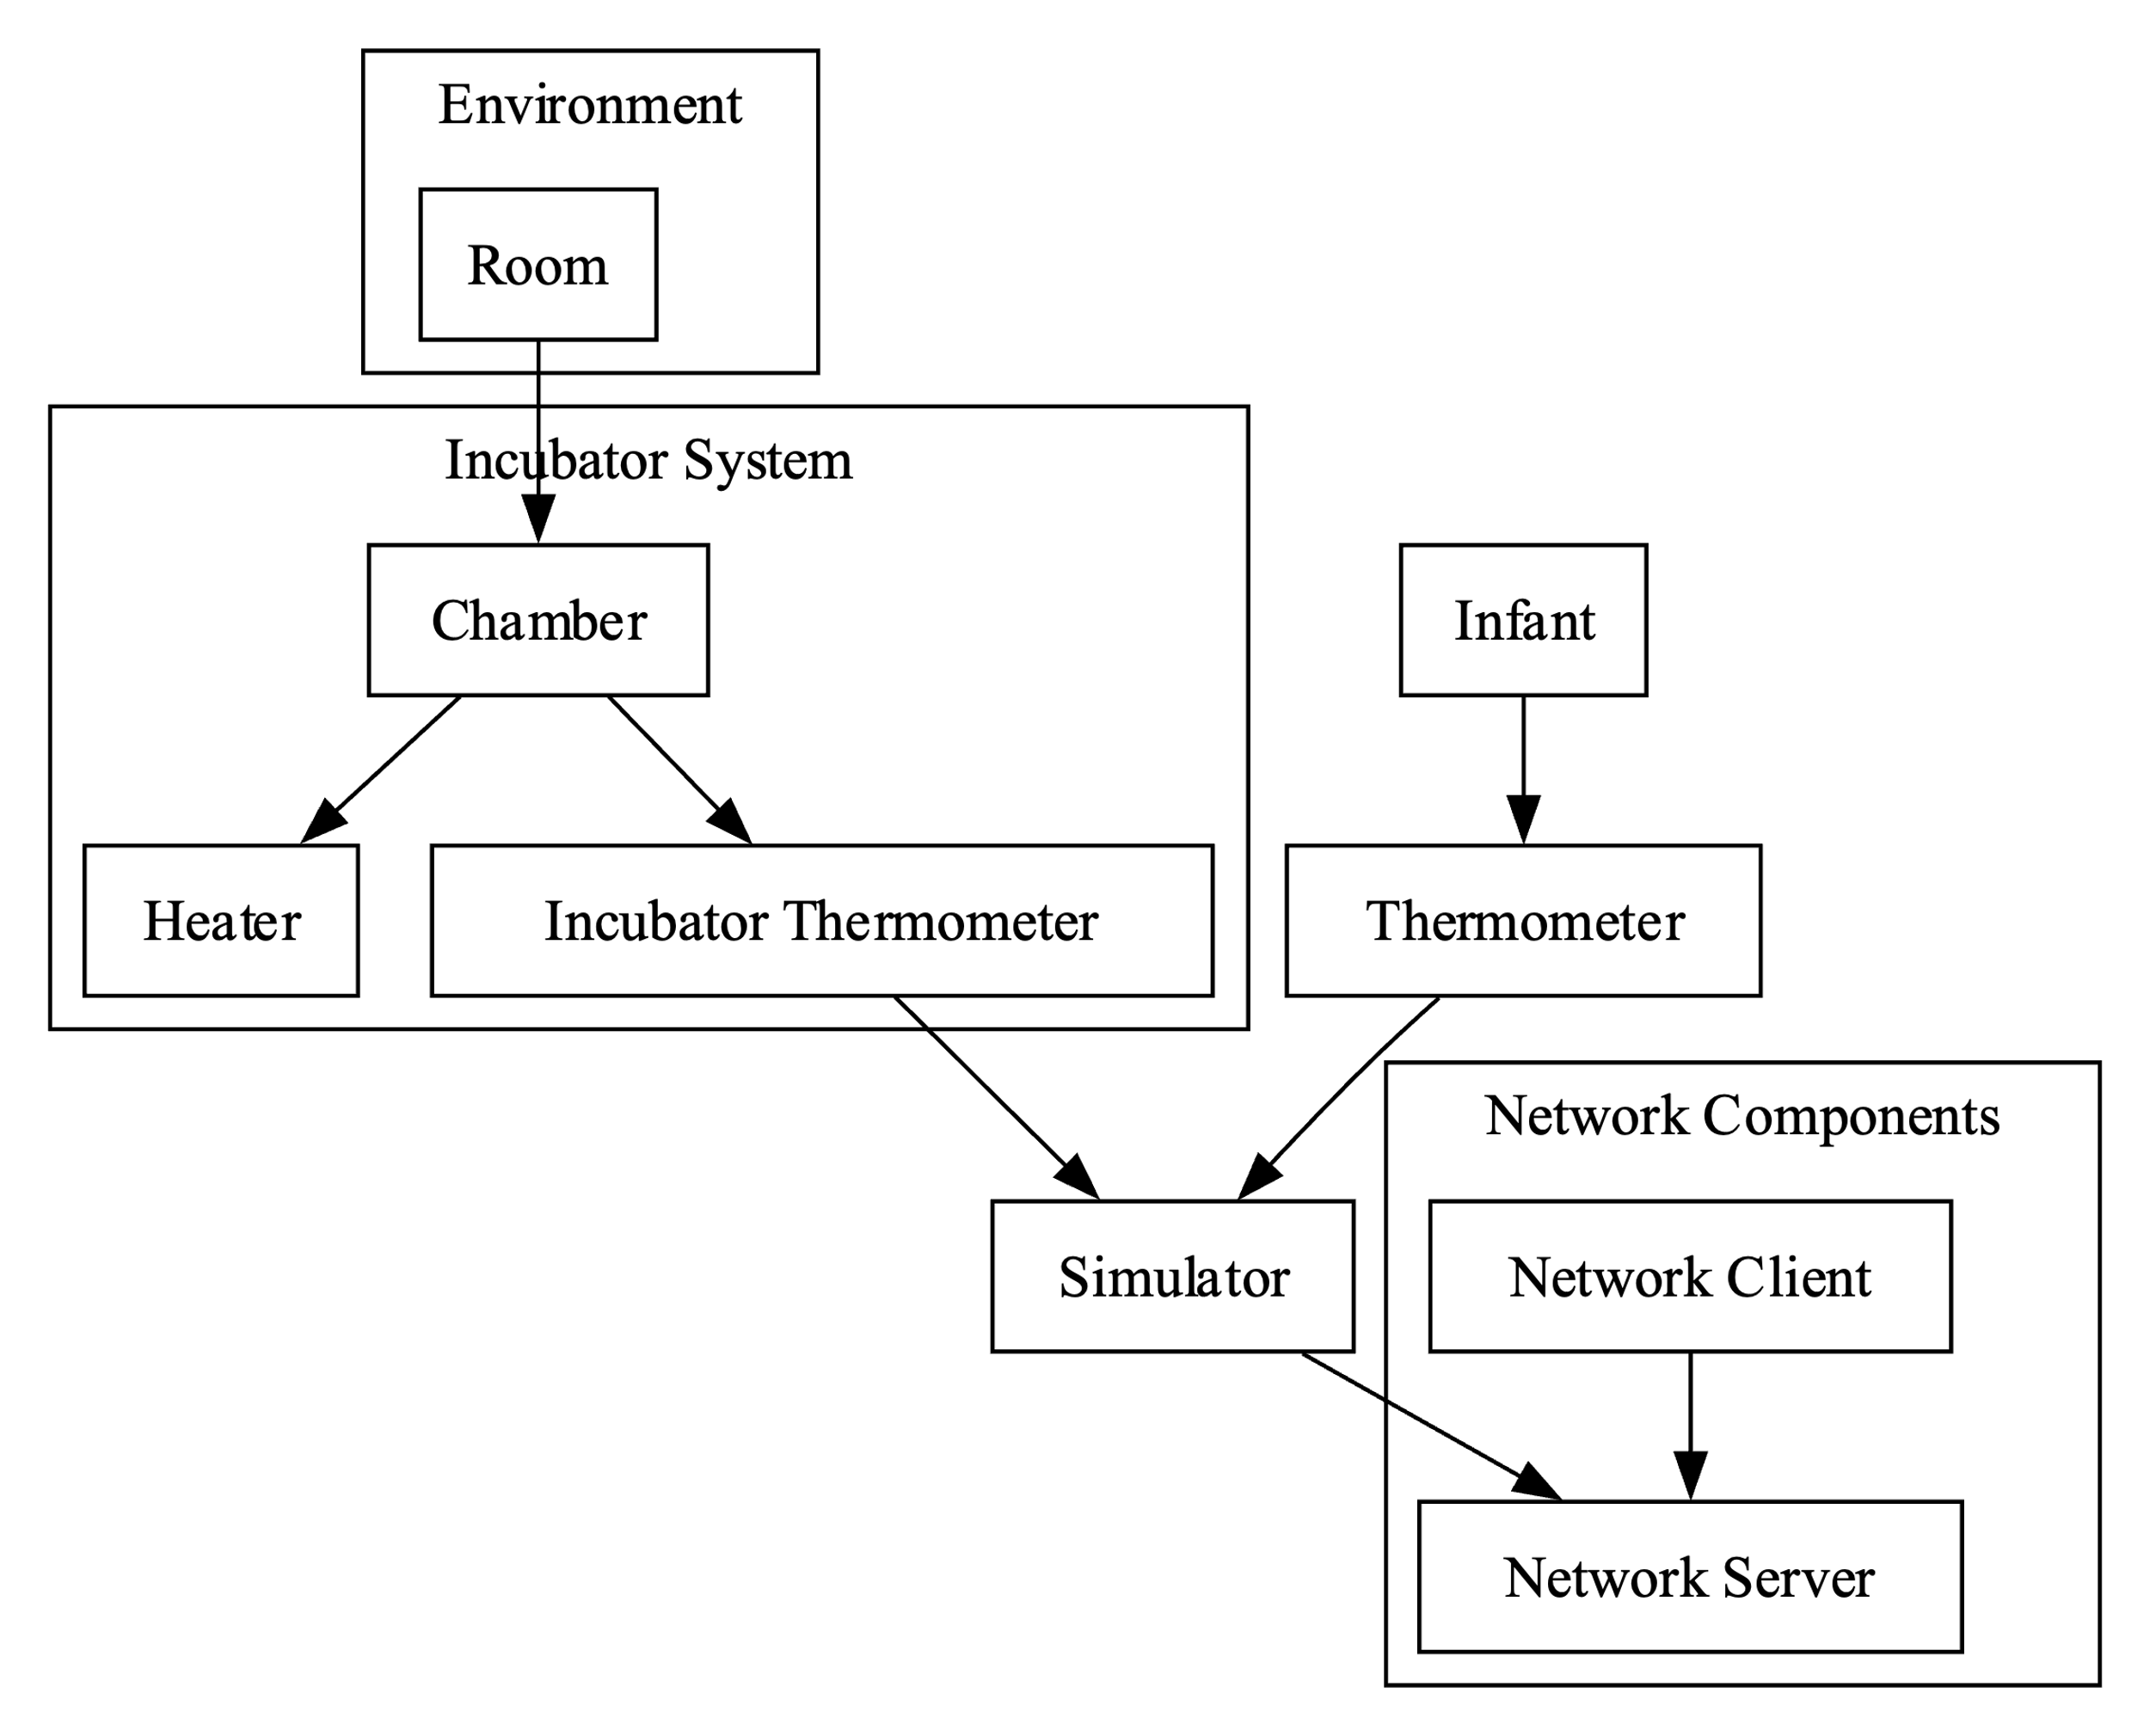 Environment
Room
Incubator System
Chamber
Infant
Heater
Incubator Thermometer
Thermometer
Network Components
Simulator
Network Client
Network Server